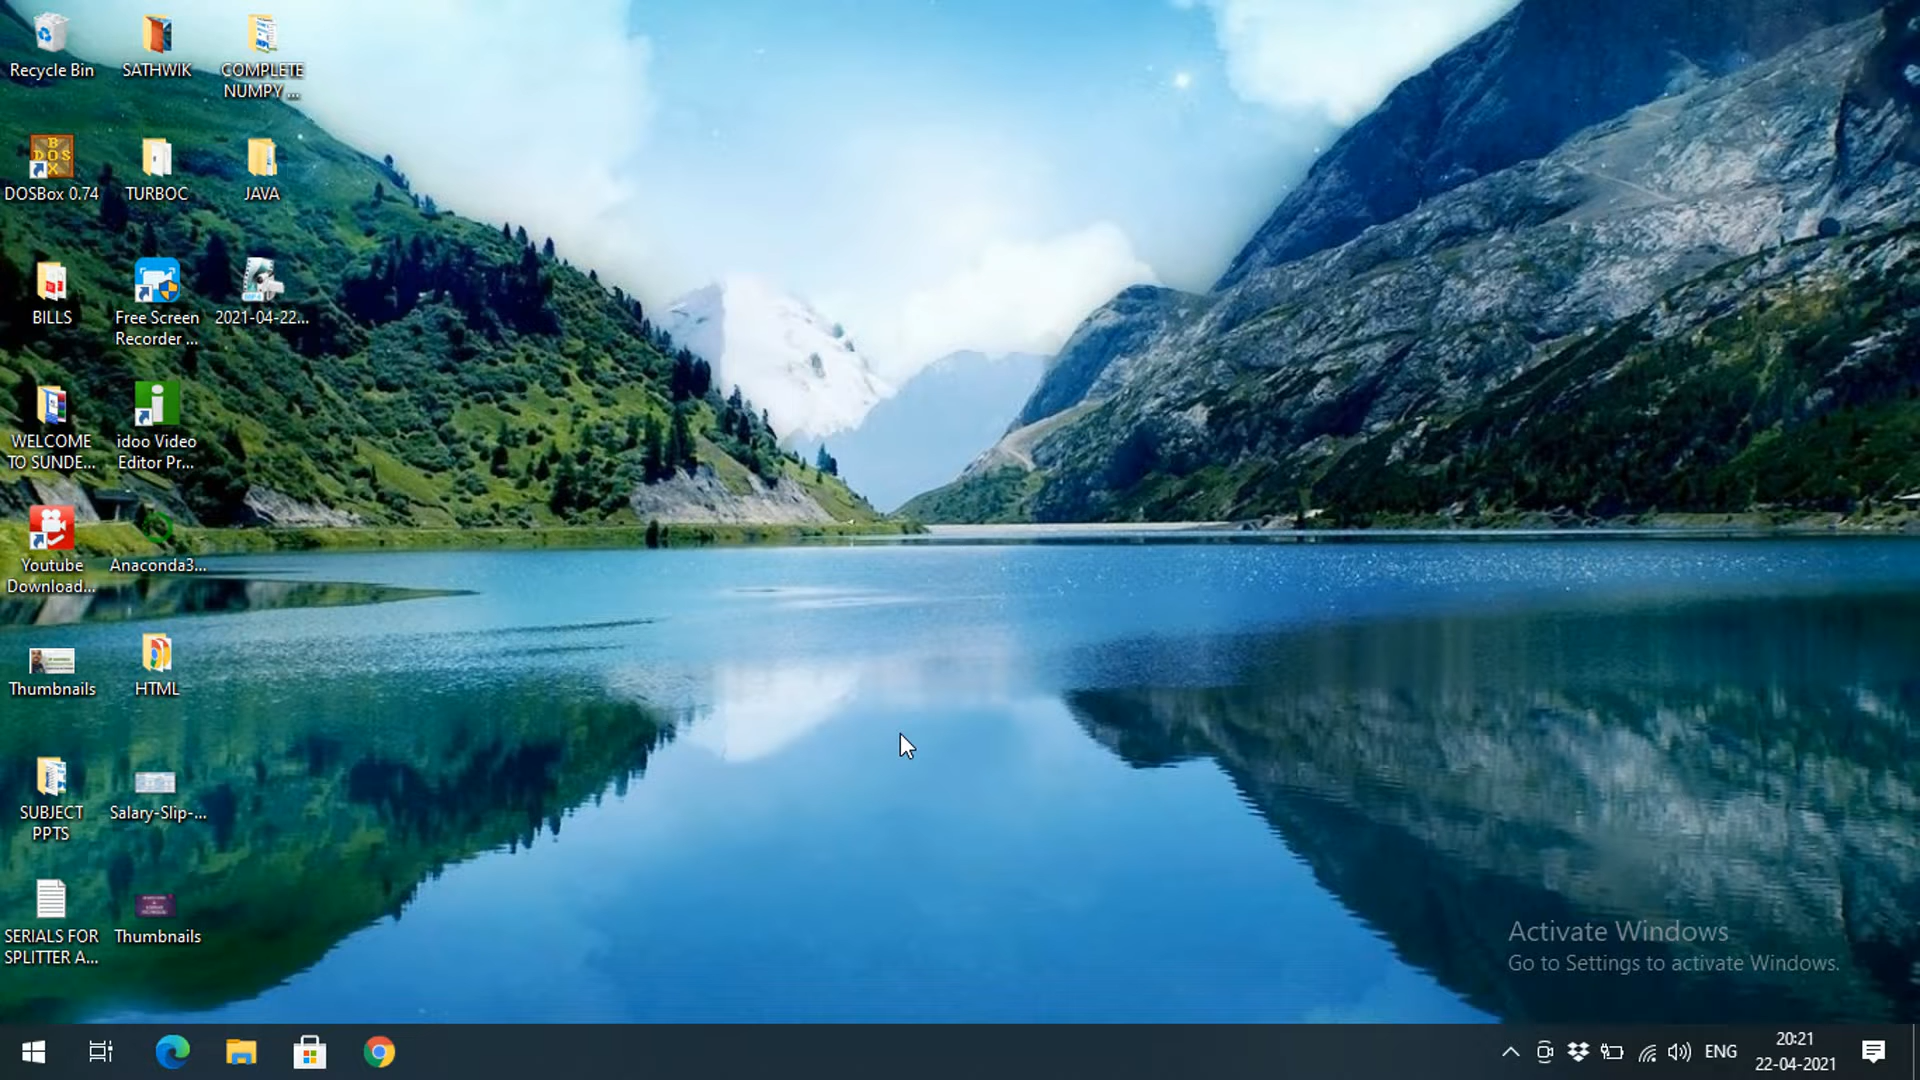 Recycle Bin
SATHWIK
COMPLETE
NUMPY ...
DOSBox 0.74
TURBOC
JAVA
BILLS
Free Screen
Recorder ...
2021-04-22...
WELCOME
TO SUNDE...
idoo Video
Editor Pr...
Youtube
Download...
Anaconda3...
Thumbnails
HTML
SUBJECT
PPTS
Salary-Slip-...
SERIALS FOR
SPLITTER A...
Thumbnails
Activate Windows
Go to Settings to activate Windows.
ENG
20:21
22-04-2021